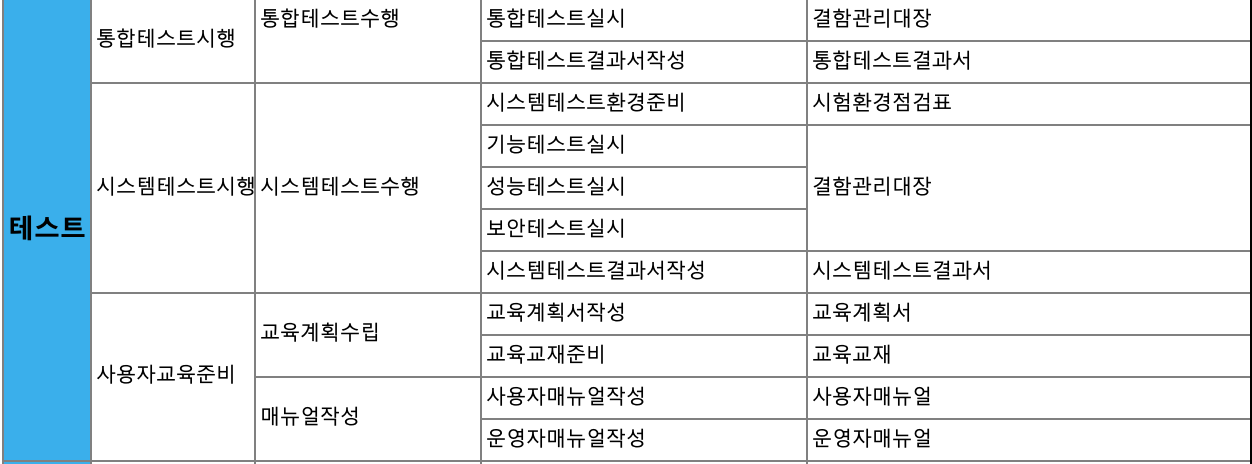 통합테스트수행 통합테스트실시 결함관리대장
통합테스트시행
통합테스트결과서작성 통합테스트결과서
시스템테스트환경준비 시험환경점검표
기능테스트실시
시스템테스트시행 시스템테스트수행 성능테스트실시 결함관리대장
테스트
보안테스트실시
시스템테스트결과서작성 시스템테스트결과서
교육계획서작성 교육계획서
교육계획수립
교육교재준비 교육교재
사용자교육준비
사용자매뉴얼작성 사용자매뉴얼
매뉴얼작성
운영자매뉴얼작성 운영자매뉴얼